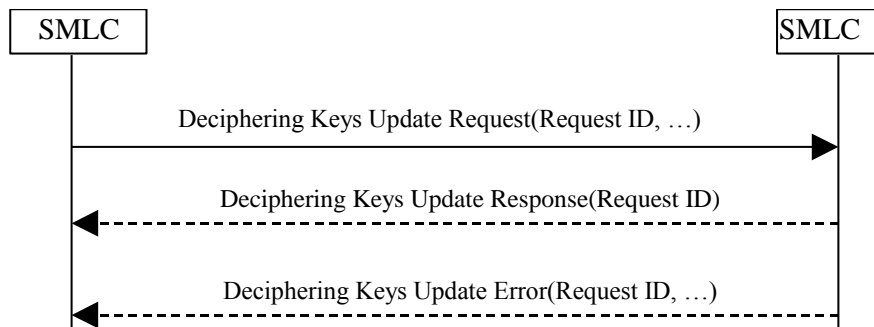 SMLC
SMLC
Deciphering Keys Update Request(Request ID, …)
Deciphering Keys Update Response(Request ID)
Deciphering Keys Update Error(Request ID, …)